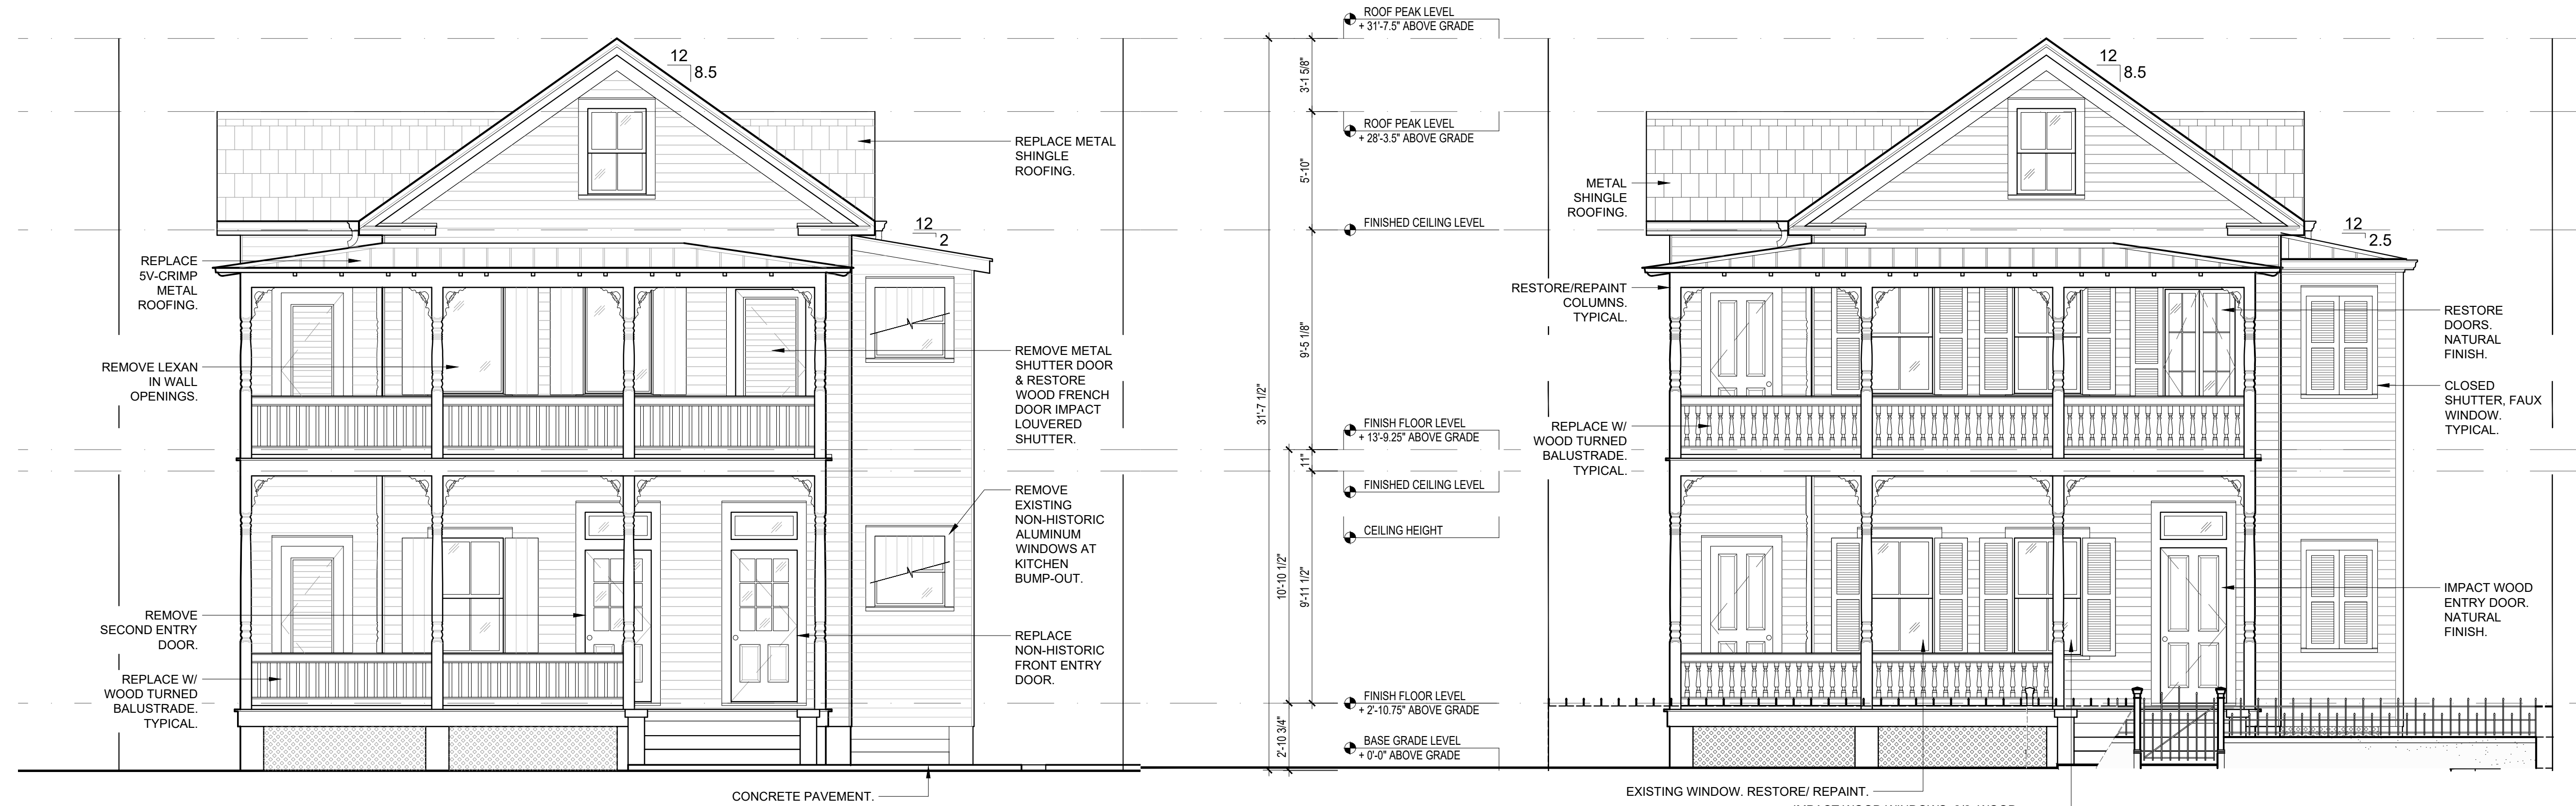 12
8.5
REPLACE METAL
SHINGLE
ROOFING.
12
2
REPLACE
5V-CRIMP
METAL
ROOFING.
REMOVE LEXAN
IN WALL
OPENINGS.
REMOVE METAL
SHUTTER DOOR
& RESTORE
WOOD FRENCH
DOOR IMPACT
LOUVERED
SHUTTER.
REMOVE
EXISTING
NON-HISTORIC
ALUMINUM
WINDOWS AT
KITCHEN
BUMP-OUT.
REMOVE
SECOND ENTRY
DOOR.
REPLACE
NON-HISTORIC
FRONT ENTRY
DOOR.
REPLACE W/
WOOD TURNED
BALUSTRADE.
TYPICAL.
CONCRETE PAVEMENT.
ROOF PEAK LEVEL
+ 31'-7.5" ABOVE GRADE
3'-1 5/8"
ROOF PEAK LEVEL
+ 28'-3.5" ABOVE GRADE
5'-10"
FINISHED CEILING LEVEL
9'-5 1/8"
31'-7 1/2"
FINISH FLOOR LEVEL
+ 13'-9.25" ABOVE GRADE
11"
FINISHED CEILING LEVEL
CEILING HEIGHT
10'-10 1/2"
9'-11 1/2"
FINISH FLOOR LEVEL
+ 2'-10.75" ABOVE GRADE
2'-10 3/4"
BASE GRADE LEVEL
+ 0'-0" ABOVE GRADE
12
8.5
METAL
SHINGLE
ROOFING.
12
2.5
RESTORE/REPAINT
COLUMNS.
TYPICAL.
RESTORE
DOORS.
NATURAL
FINISH.
CLOSED
SHUTTER, FAUX
WINDOW.
TYPICAL.
REPLACE W/
WOOD TURNED
BALUSTRADE.
TYPICAL.
IMPACT WOOD
ENTRY DOOR.
NATURAL
FINISH.
EXISTING WINDOW. RESTORE/ REPAINT.